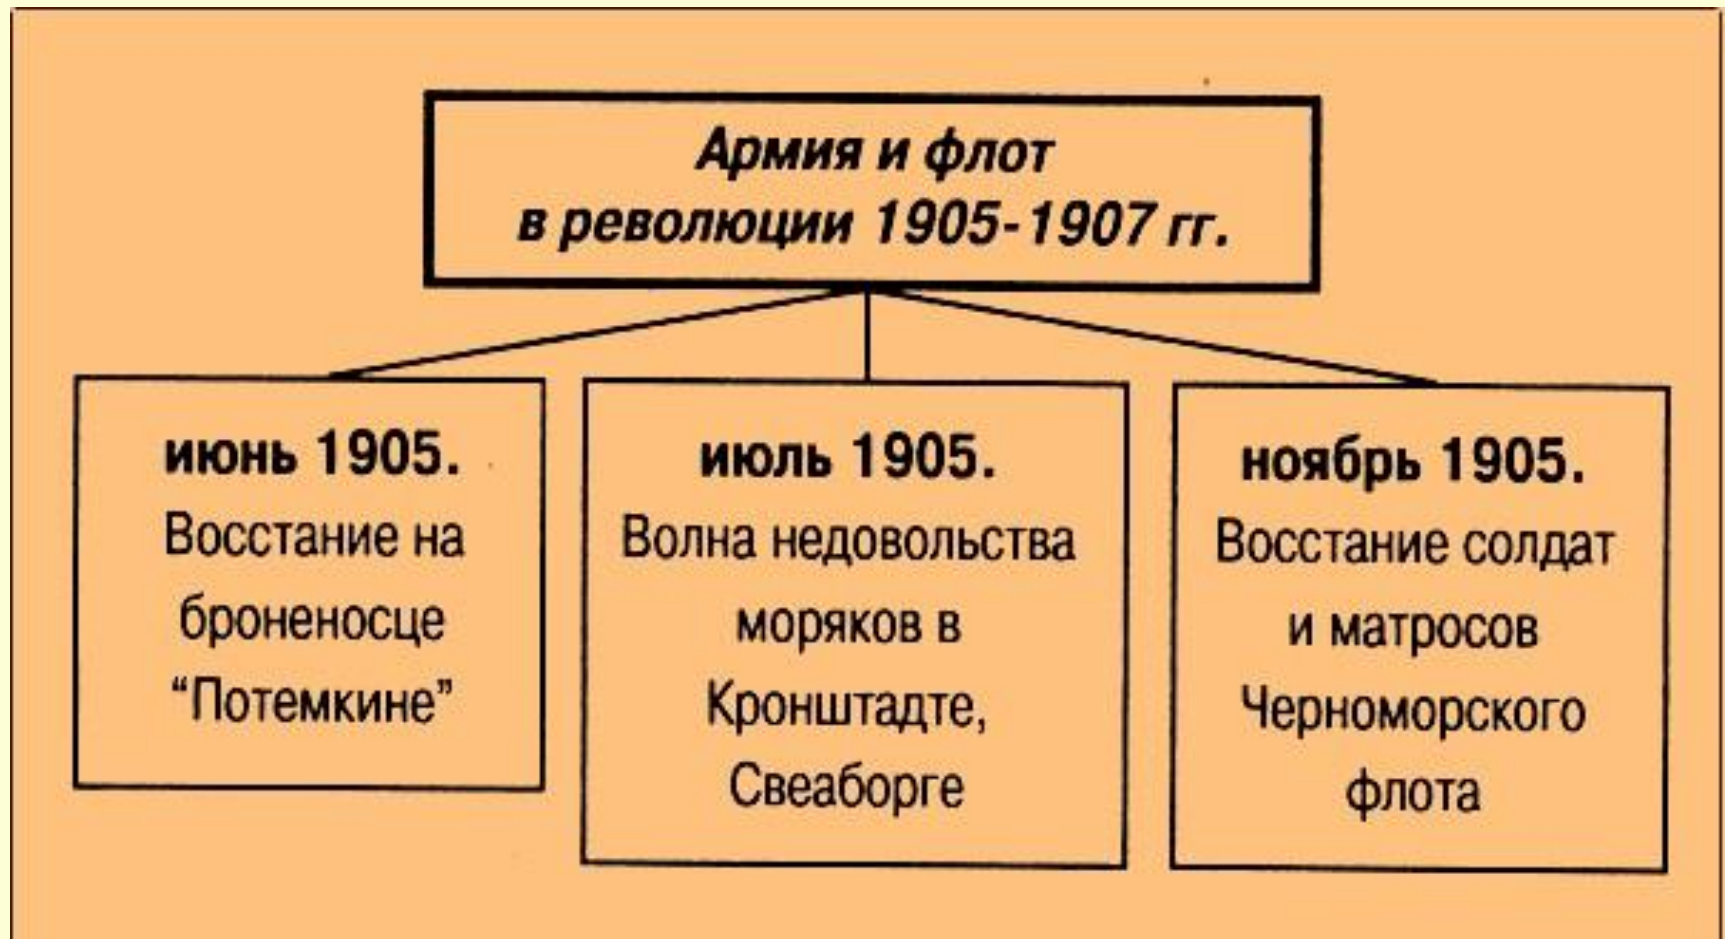 Армия и флот
в революции 1905-1907 гг.
июнь 1905.
Восстание на
броненосце
“Потемкине”
июль 1905.
Волна недовольства
моряков в
Кронштадте,
Свеаборге
ноябрь 1905.
Восстание солдат
и матросов
Черноморского
флота